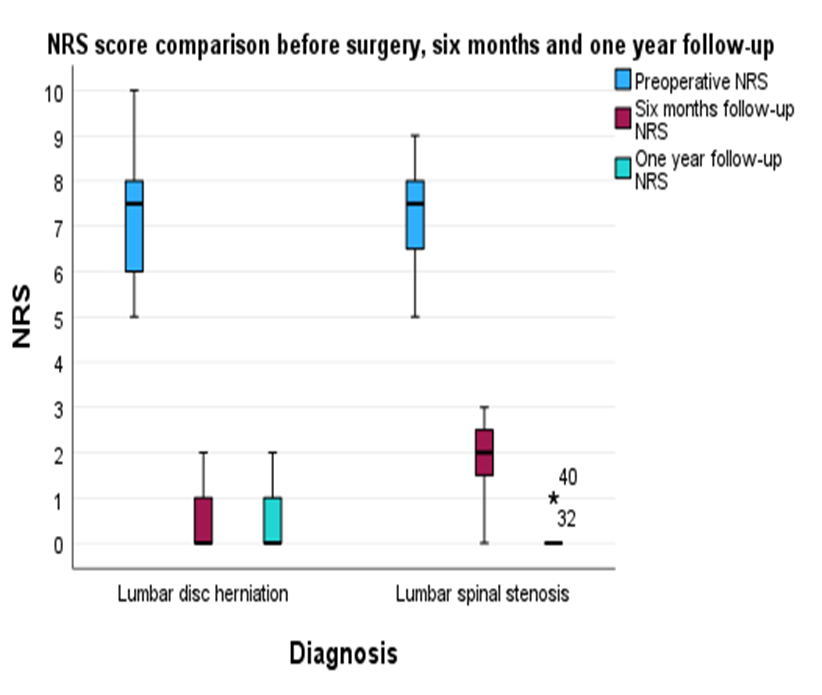 NRS score comparison before surgery, six months and one year follow-up
Preoperative NRS
Six months follow-up
NRS
One year follow-up
NRS
NRS
10
9
8
7
6
5
4
3
2
1
0
40
*
32
Lumbar disc herniation
Lumbar spinal stenosis
Diagnosis